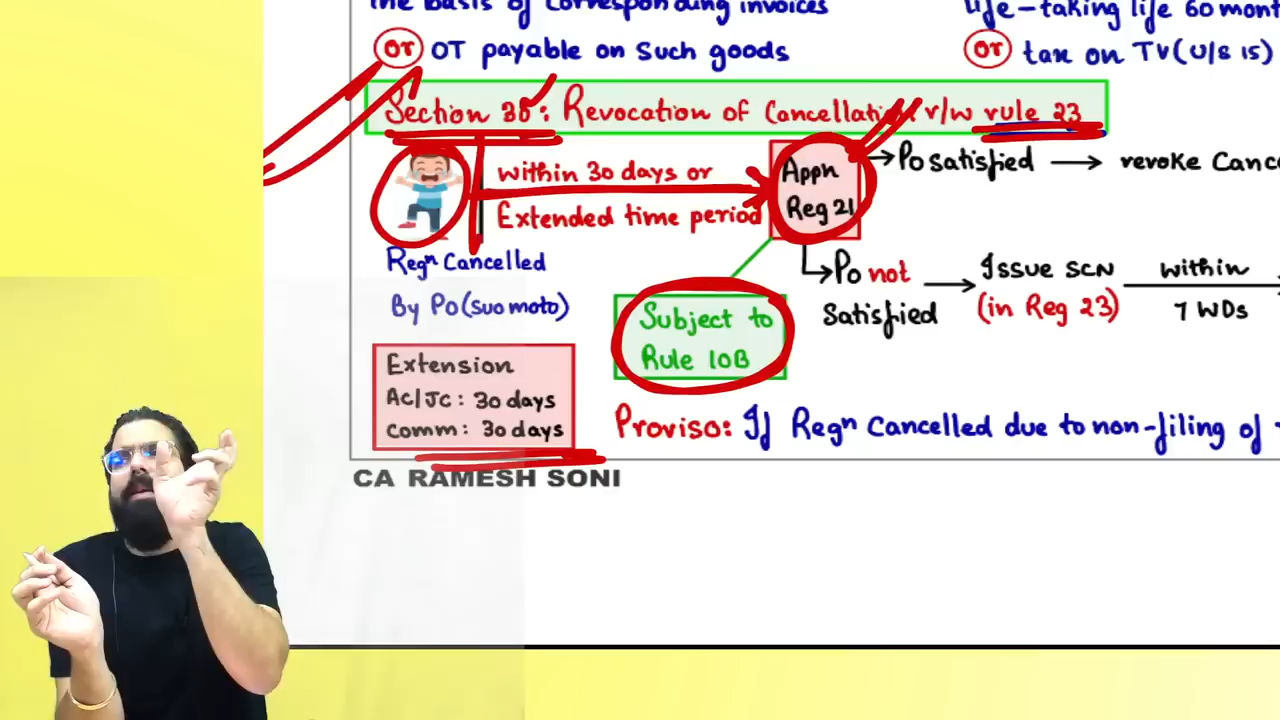 the basis of corresponding invoices
life-taking life 60 mont
or OT payable on such goods
or tax on TV (U/S 15)
Section 30: Revocation of Cancellation r/w rule 23
within 30 days or
Extended time period
Appn
Reg 21
Po satisfied → revoke Canc
Regn Cancelled
By Po (suo moto)
Po not
Satisfied
Issue SCN
(in Reg 23)
within
7 WDs
Subject to
Rule 10B
Extension
Ac/Jc: 30 days
comm: 30 days
Proviso: If Regn Cancelled due to non-filing of
CA RAMESH SONI